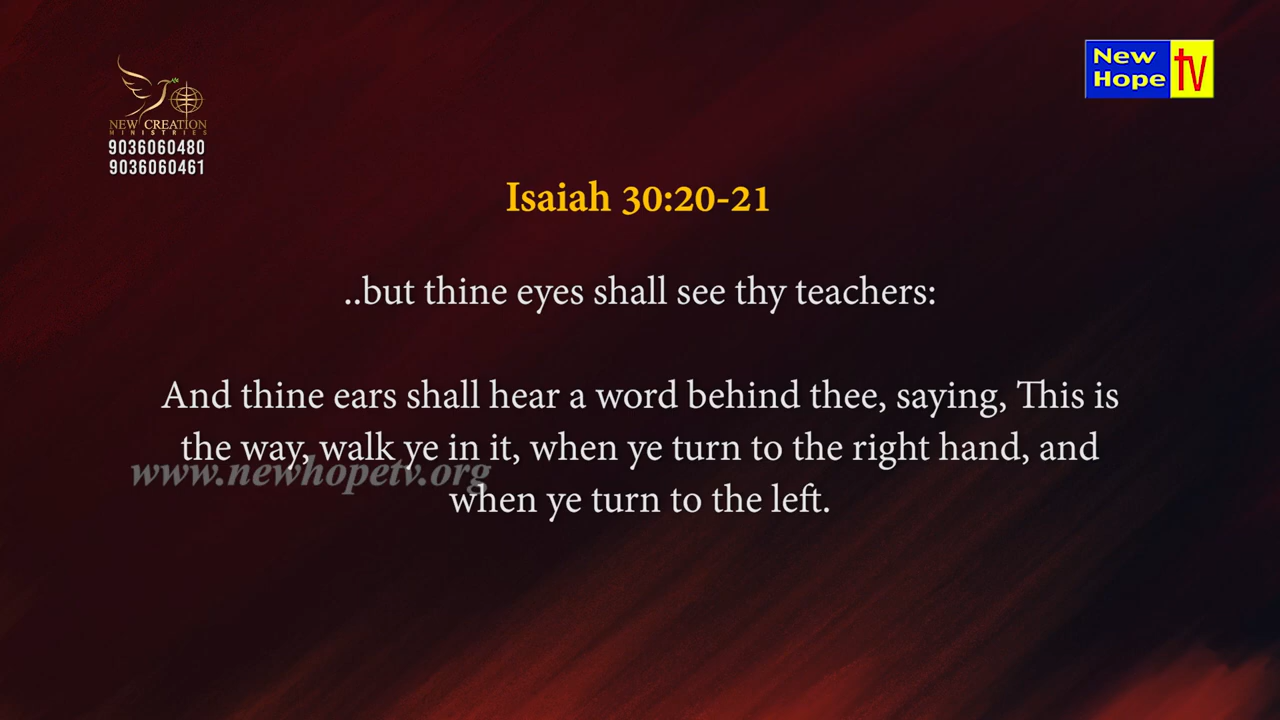 New
Hope
tv
NEW CREATION
MINISTRIES
9036060480
9036060461
Isaiah 30:20-21
..but thine eyes shall see thy teachers:
And thine ears shall hear a word behind thee, saying, This is
the way, walk ye in it, when ye turn to the right hand, and
www.newhopetv.org
when ye turn to the left.